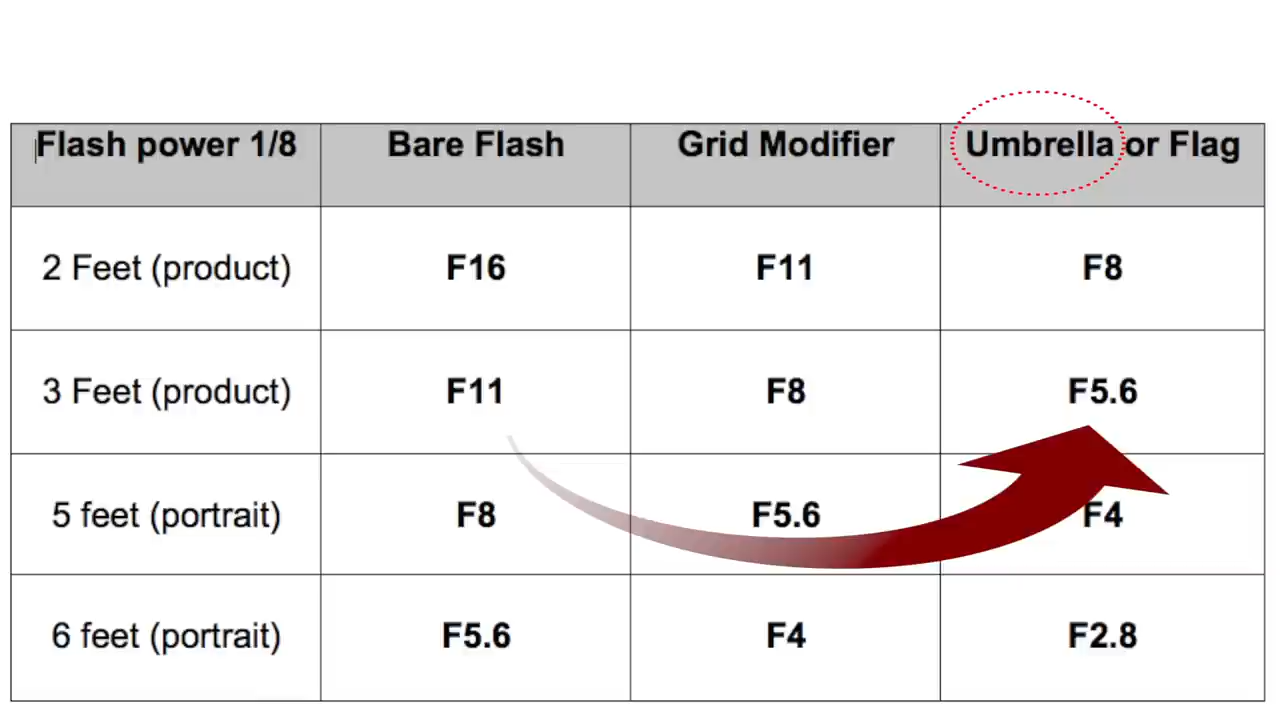 Flash power 1/8 Bare Flash Grid Modifier Umbrella or Flag
2 Feet (product) F16 F11 F8
3 Feet (product) F11 F8 F5.6
5 feet (portrait) F8 F5.6 F4
6 feet (portrait) F5.6 F4 F2.8